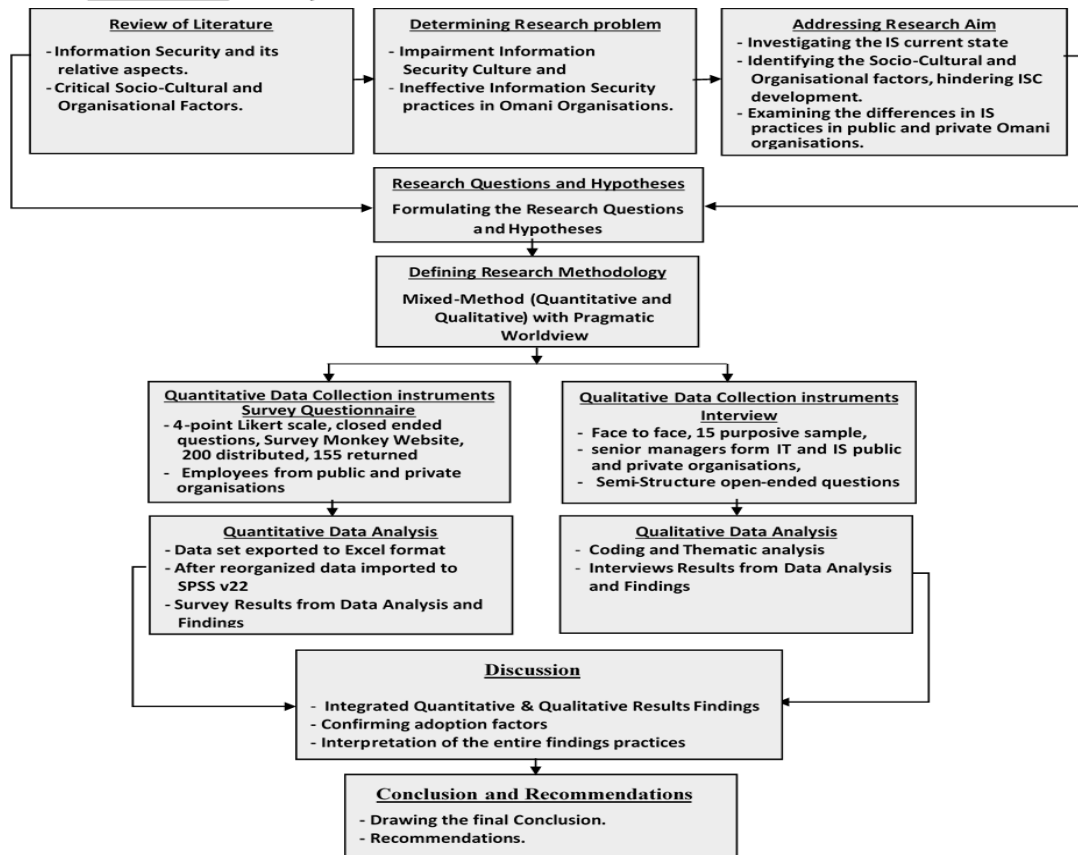 Review of Literature
- Information Security and its
relative aspects.
- Critical Socio-Cultural and
Organisational Factors.
Determining Research problem
- Impairment Information
Security Culture and
- Ineffective Information Security
practices in Omani Organisations.
Addressing Research Aim
- Investigating the IS current state
- Identifying the Socio-Cultural and
Organisational factors, hindering ISC
development.
- Examining the differences in IS
practices in public and private Omani
organisations.
Research Questions and Hypotheses
Formulating the Research Questions
and Hypotheses
Defining Research Methodology
Mixed-Method (Quantitative and
Qualitative) with Pragmatic
Worldview
Quantitative Data Collection instruments
Survey Questionnaire
- 4-point Likert scale, closed ended
questions, Survey Monkey Website,
200 distributed, 155 returned
- Employees from public and private
organisations
Qualitative Data Collection instruments
Interview
- Face to face, 15 purposive sample,
- senior managers form IT and IS public
and private organisations,
- Semi-Structure open-ended questions
Quantitative Data Analysis
- Data set exported to Excel format
- After reorganized data imported to
SPSS v22
- Survey Results from Data Analysis and
Findings
Qualitative Data Analysis
- Coding and Thematic analysis
- Interviews Results from Data Analysis
and Findings
Discussion
- Integrated Quantitative & Qualitative Results Findings
- Confirming adoption factors
- Interpretation of the entire findings practices
Conclusion and Recommendations
- Drawing the final Conclusion.
- Recommendations.